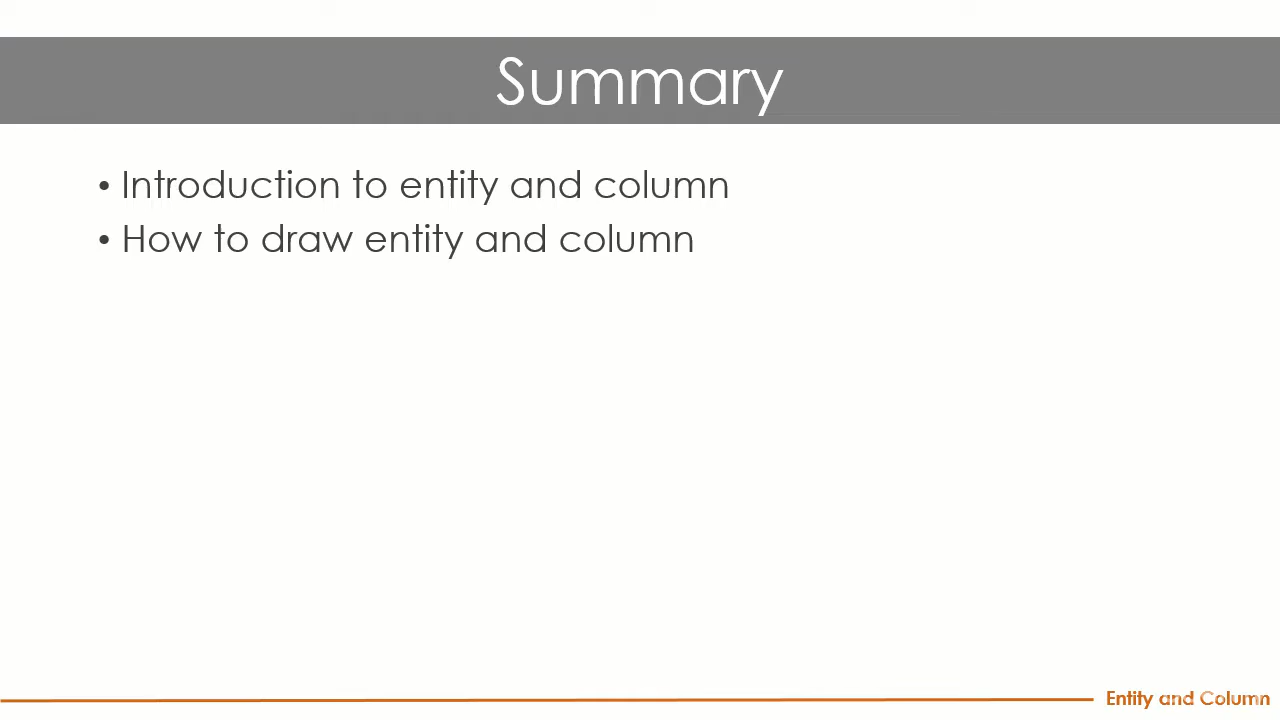 Summary
• Introduction to entity and column
• How to draw entity and column
Entity and Column